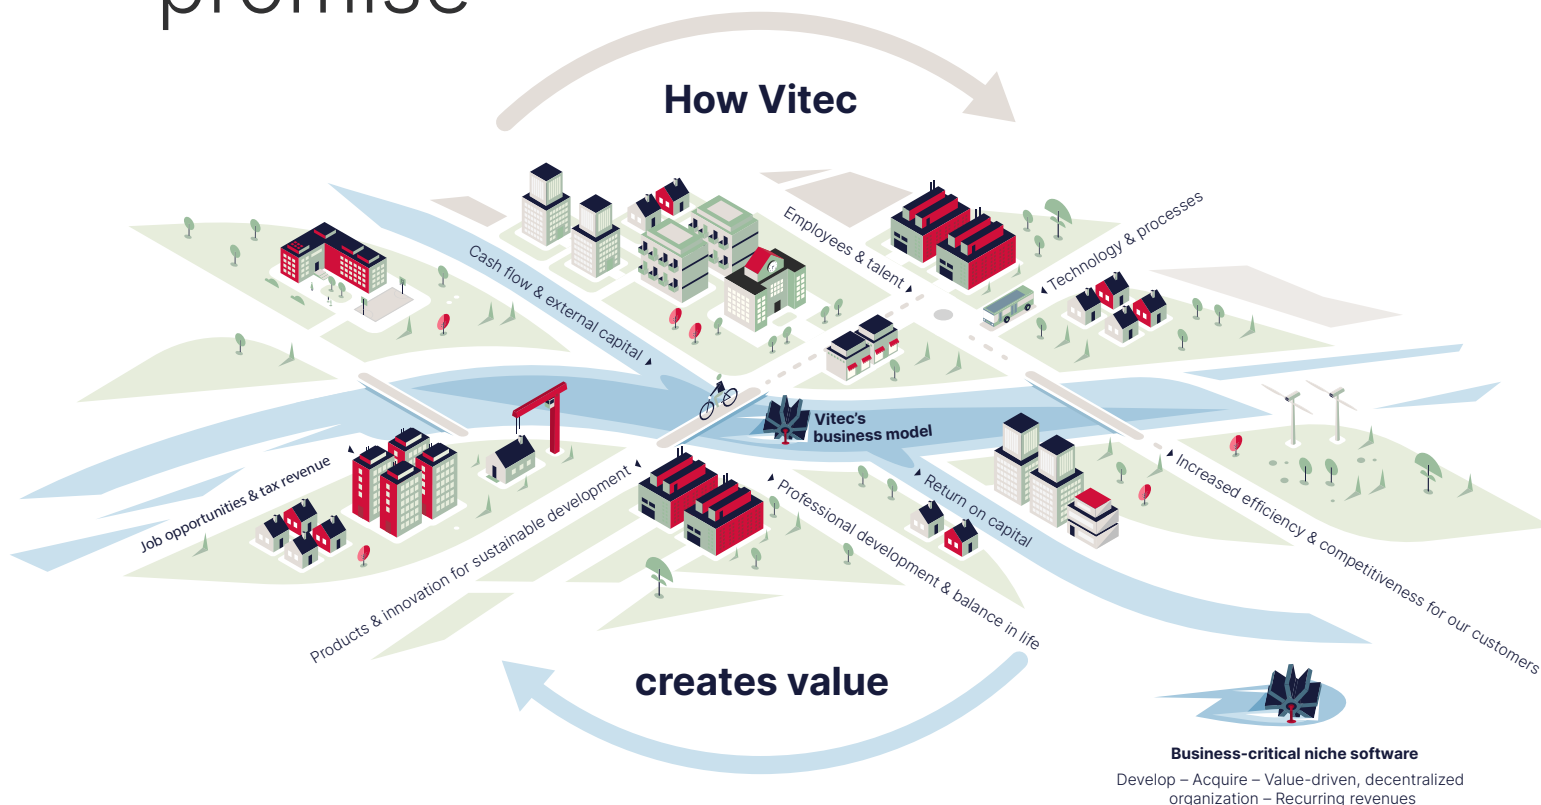 promise
How Vitec
Employees & talent
Technology & processes
Cash flow & external capital
Vitec's
business model
Job opportunities & tax revenue
Products & innovation for sustainable development
Professional development & balance in life
Return on capital
Increased efficiency & competitiveness for our customers
creates value
Business-critical niche software
Develop – Acquire – Value-driven, decentralized
organization – Recurring revenues